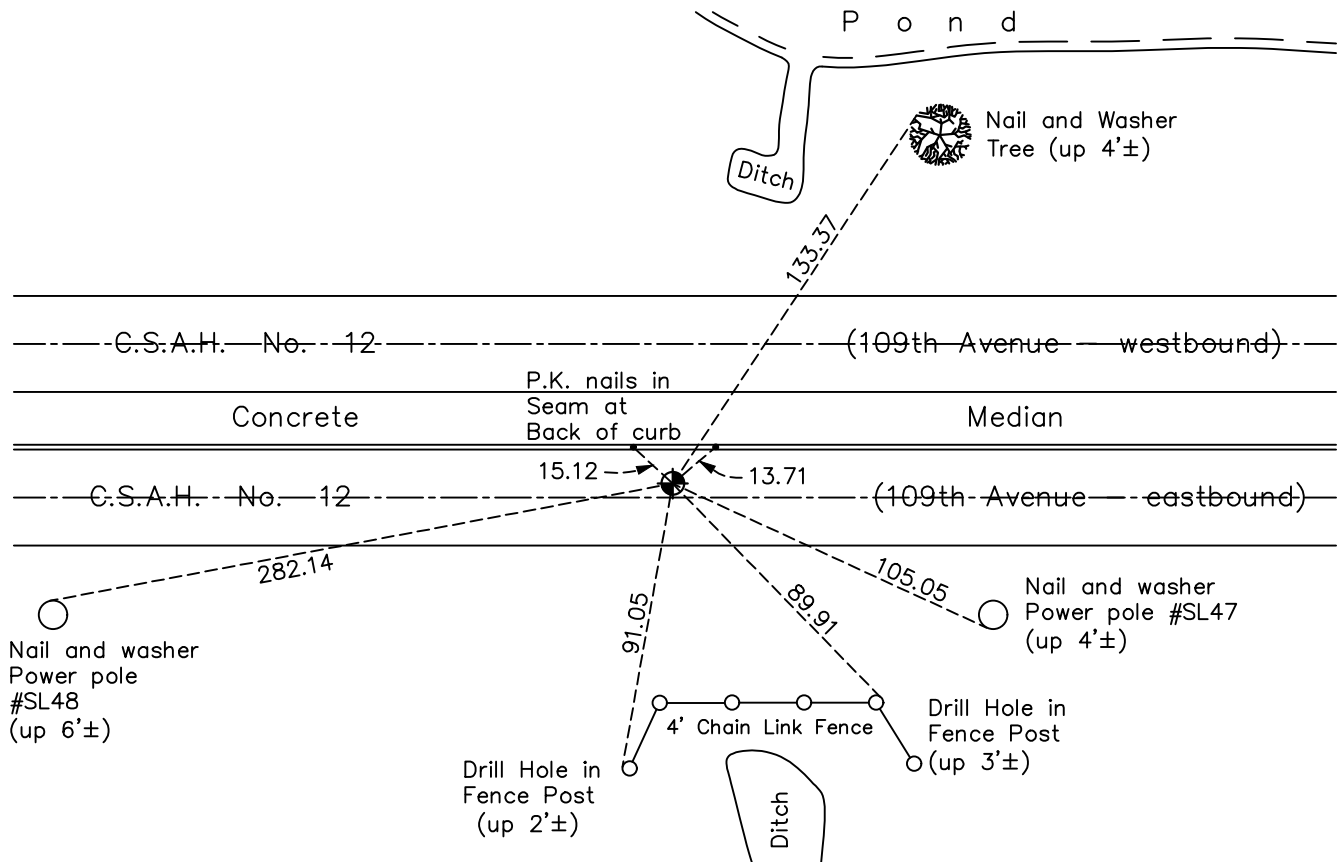 P o n d
Nail and Washer
Tree (up 4'±)
Ditch
133.37
C.S.A.H. No. 12
(109th Avenue - westbound)
P.K. nails in
Seam at
Back of curb
Concrete
Median
15.12
13.71
C.S.A.H. No. 12
(109th Avenue - eastbound)
282.14
91.05
89.91
105.05
Nail and washer
Power pole #SL47
(up 4'±)
Nail and washer
Power pole
#SL48
(up 6'±)
4' Chain Link Fence
Drill Hole in
Fence Post
(up 3'±)
Drill Hole in
Fence Post
(up 2'±)
Ditch